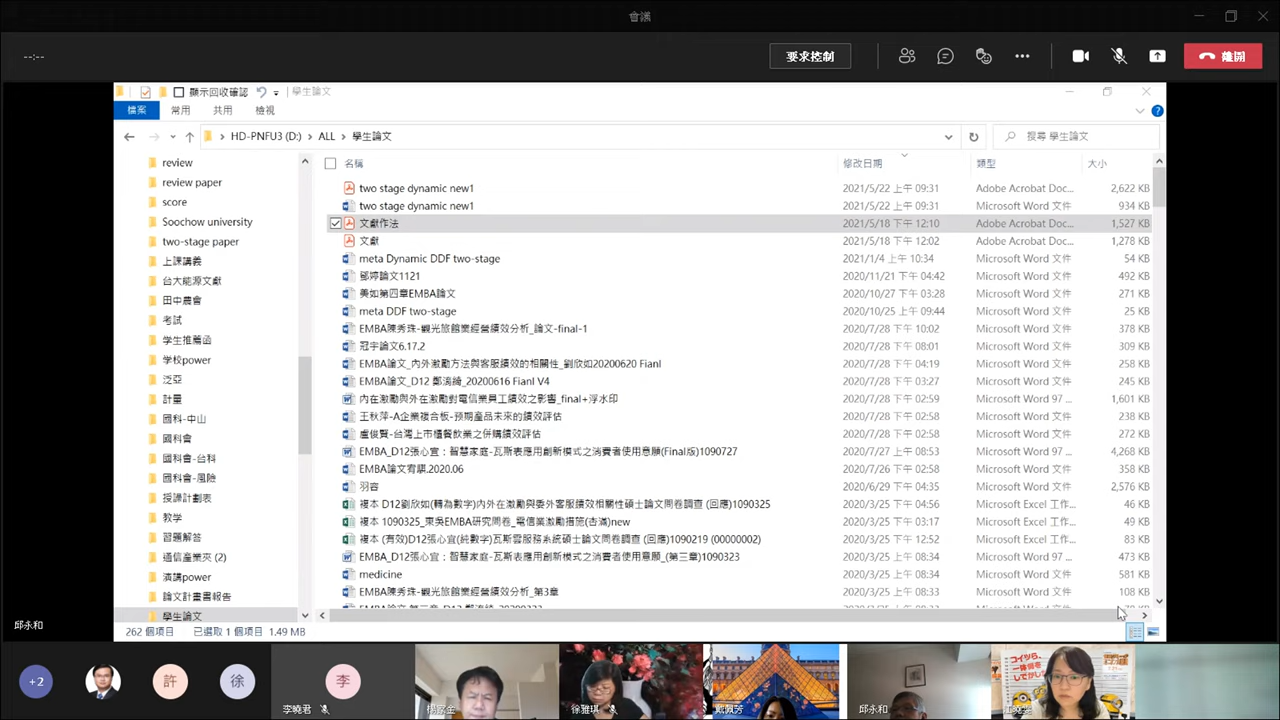 會議
--:--
要求控制
離開
顯示回收確認
學生論文
檔案 常用 共用 檢視
HD-PNFU3 (D:) › ALL › 學生論文
搜尋 學生論文
名稱 修改日期 類型 大小
review
review paper
score
Soochow university
two-stage paper
上課講義
台大能源文獻
田中農會
考試
學生推薦函
學校power
泛亞
計量
國科-中山
國科會
國科會-台科
國科會-風險
授課計劃表
教學
習題解答
通信產業夾 (2)
演講power
論文計畫書報告
學生論文
two stage dynamic new1 2021/5/22 上午 09:31 Adobe Acrobat Doc... 2,622 KB
two stage dynamic new1 2021/5/22 上午 09:31 Microsoft Word 文件 934 KB
文獻作法 2021/5/18 下午 12:10 Adobe Acrobat Doc... 1,527 KB
文獻 2021/5/18 下午 12:02 Adobe Acrobat Doc... 1,278 KB
meta Dynamic DDF two-stage 2021/1/4 上午 10:34 Microsoft Word 文件 54 KB
鄧婷論文1121 2020/11/21 下午 04:42 Microsoft Word 文件 492 KB
美如第四章EMBA論文 2020/10/27 下午 03:28 Microsoft Word 文件 271 KB
meta DDF two-stage 2020/10/25 上午 09:44 Microsoft Word 文件 25 KB
EMBA陳秀珠-觀光旅館業經營績效分析_論文-final-1 2020/7/28 下午 10:02 Microsoft Word 文件 378 KB
冠宇論文6.17.2 2020/7/28 下午 08:01 Microsoft Word 文件 309 KB
EMBA論文_內外激勵方法與客服績效的相關性_劉欣如20200620 Fianl 2020/7/28 下午 04:19 Microsoft Word 文件 258 KB
EMBA論文_D12 鄭淯綺_20200616 Fianl V4 2020/7/28 下午 03:27 Microsoft Word 文件 245 KB
內在激勵與外在激勵對電信業員工績效之影響_final+浮水印 2020/7/28 下午 02:59 Microsoft Word 97 ... 1,601 KB
王秋萍-A企業複合板-預期產品未來的績效評估 2020/7/28 下午 02:58 Microsoft Word 文件 238 KB
盧俊賢-台灣上市櫃餐飲業之併購績效評估 2020/7/28 下午 02:58 Microsoft Word 文件 272 KB
EMBA_D12張心宜：智慧家庭-瓦斯表應用創新模式之消費者使用意願(Final版)1090727 2020/7/27 上午 08:53 Microsoft Word 97 ... 4,268 KB
EMBA論文宥騏.2020.06 2020/7/26 下午 02:58 Microsoft Word 文件 358 KB
羽容 2020/6/29 下午 04:35 Microsoft Word 文件 2,576 KB
複本 D12劉欣如(轉為數字)內外在激勵與委外客服績效相關性碩士論文問卷調查 (回應)1090325 2020/3/25 下午 04:56 Microsoft Excel 工作... 46 KB
複本 1090325_東吳EMBA研究問卷_電信業激勵措施(杏滿)new 2020/3/25 下午 03:17 Microsoft Excel 工作... 49 KB
複本 (有效)D12張心宜(純數字)瓦斯雲服務系統碩士論文問卷調查 (回應)1090219 (00000002) 2020/3/25 下午 12:52 Microsoft Excel 工作... 83 KB
EMBA_D12張心宜：智慧家庭-瓦斯表應用創新模式之消費者使用意願_(第三章)1090323 2020/3/25 上午 08:34 Microsoft Word 97 ... 473 KB
medicine 2020/3/25 上午 08:34 Microsoft Word 文件 581 KB
EMBA陳秀珠-觀光旅館業經營績效分析_第3章 2020/3/25 上午 08:33 Microsoft Word 文件 108 KB
262 個項目 已選取 1 個項目 1.49 MB
邱永和
+2 許 徐 李
李曉君 徐雅琪 邱永和
コイツら、